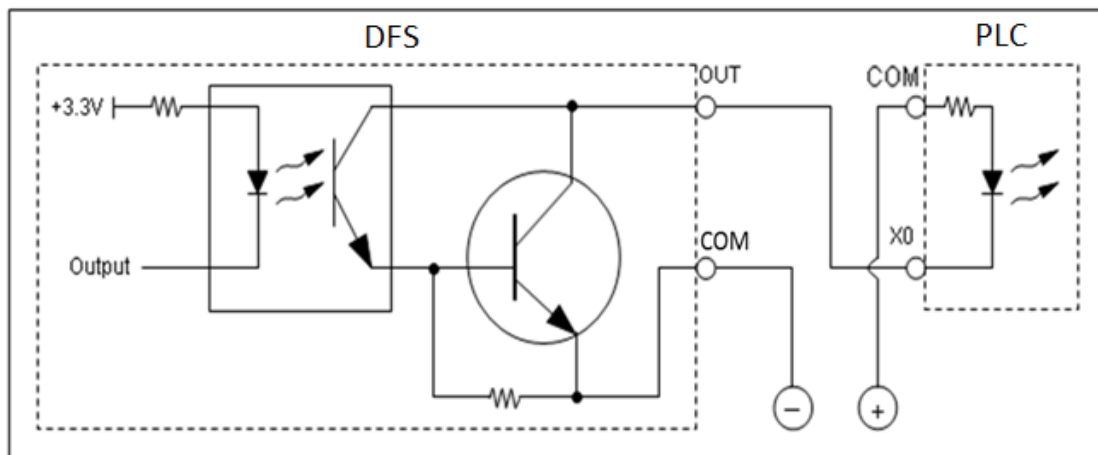 DFS
PLC
OUT
COM
+3.3V
COM
X0
Output
−
+